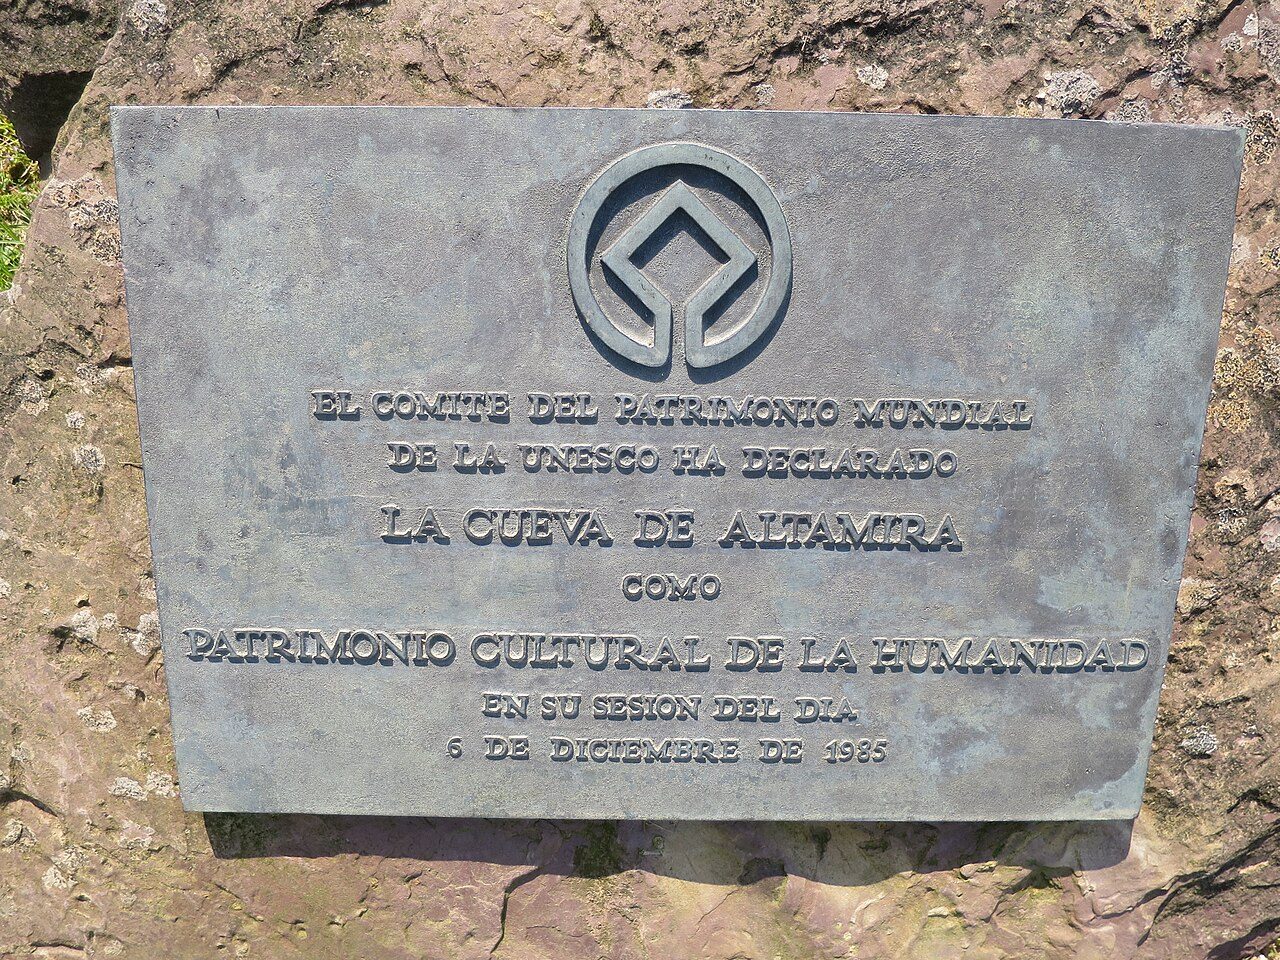 EL COMITE DEL PATRIMONIO MUNDIAL
DE LA UNESCO HA DECLARADO
LA CUEVA DE ALTAMIRA
COMO
PATRIMONIO CULTURAL DE LA HUMANIDAD
EN SU SESION DEL DIA
6 DE DICIEMBRE DE 1985